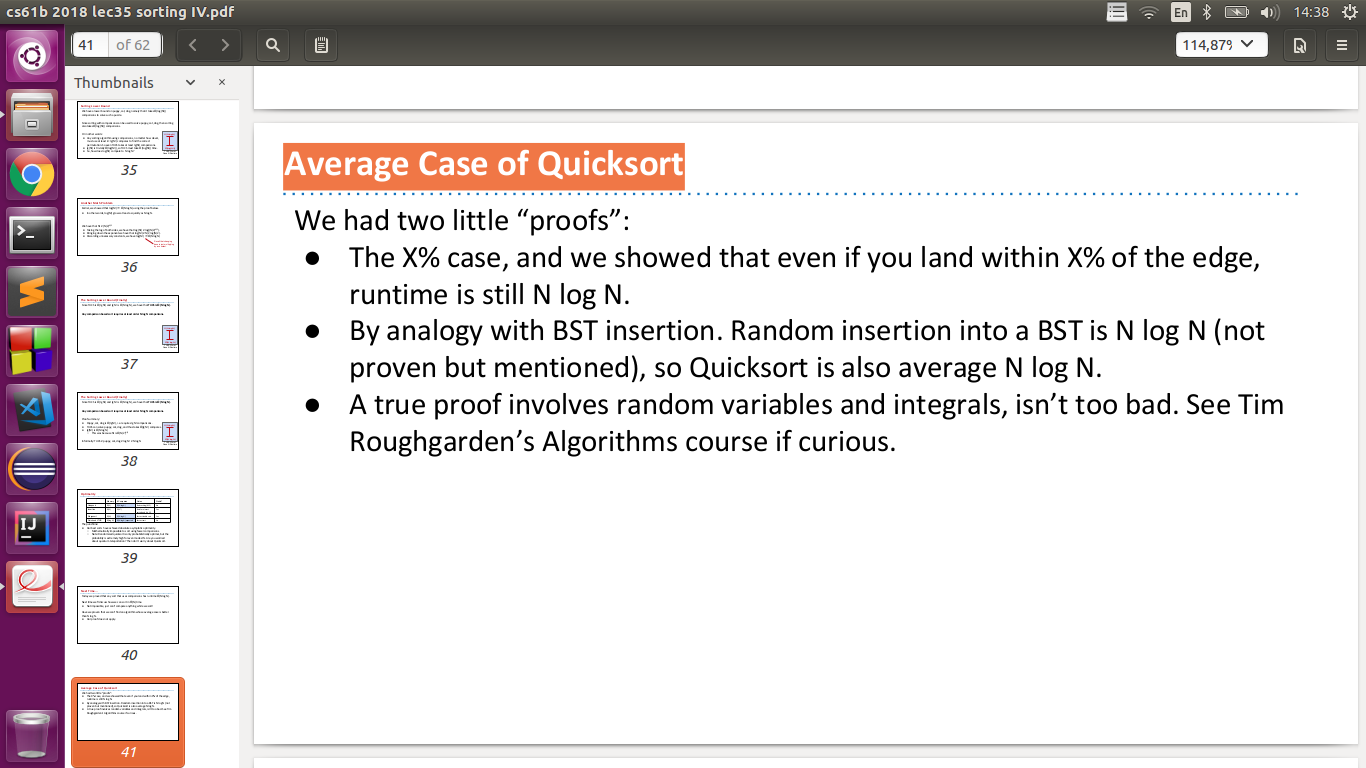 cs61b 2018 lec35 sorting IV.pdf
En
14:38
41 of 62
114,87%
Thumbnails
35
36
37
38
39
40
41
Average Case of Quicksort
We had two little “proofs”:
● The X% case, and we showed that even if you land within X% of the edge,
runtime is still N log N.
● By analogy with BST insertion. Random insertion into a BST is N log N (not
proven but mentioned), so Quicksort is also average N log N.
● A true proof involves random variables and integrals, isn’t too bad. See Tim
Roughgarden’s Algorithms course if curious.